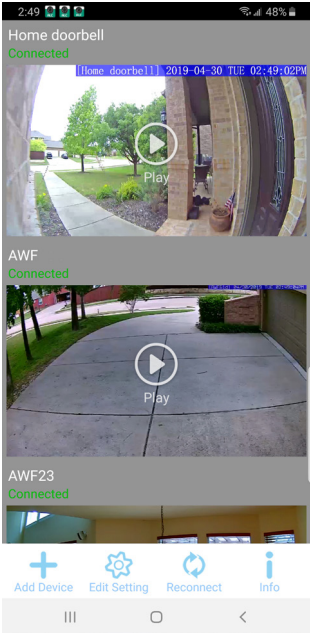 2:49 48%
Home doorbell
Connected
[Home doorbell] 2019-04-30 TUE 02:49:02PM
Play
AWF
Connected
Play
AWF23
Connected
Add Device Edit Setting Reconnect Info